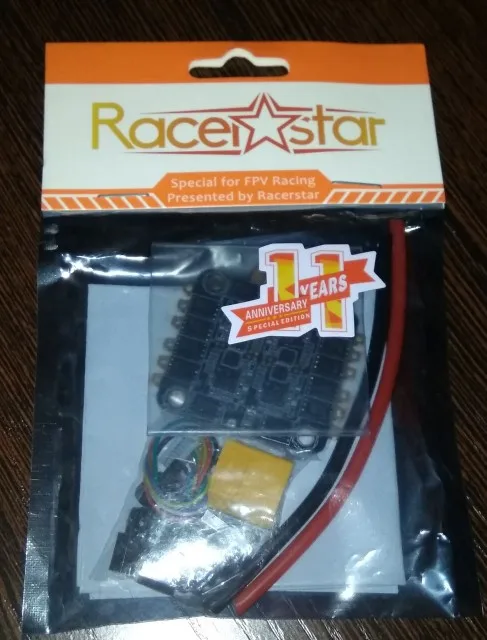 Racerstar
Special for FPV Racing
Presented by Racerstar
11
YEARS
ANNIVERSARY
SPECIAL EDITION